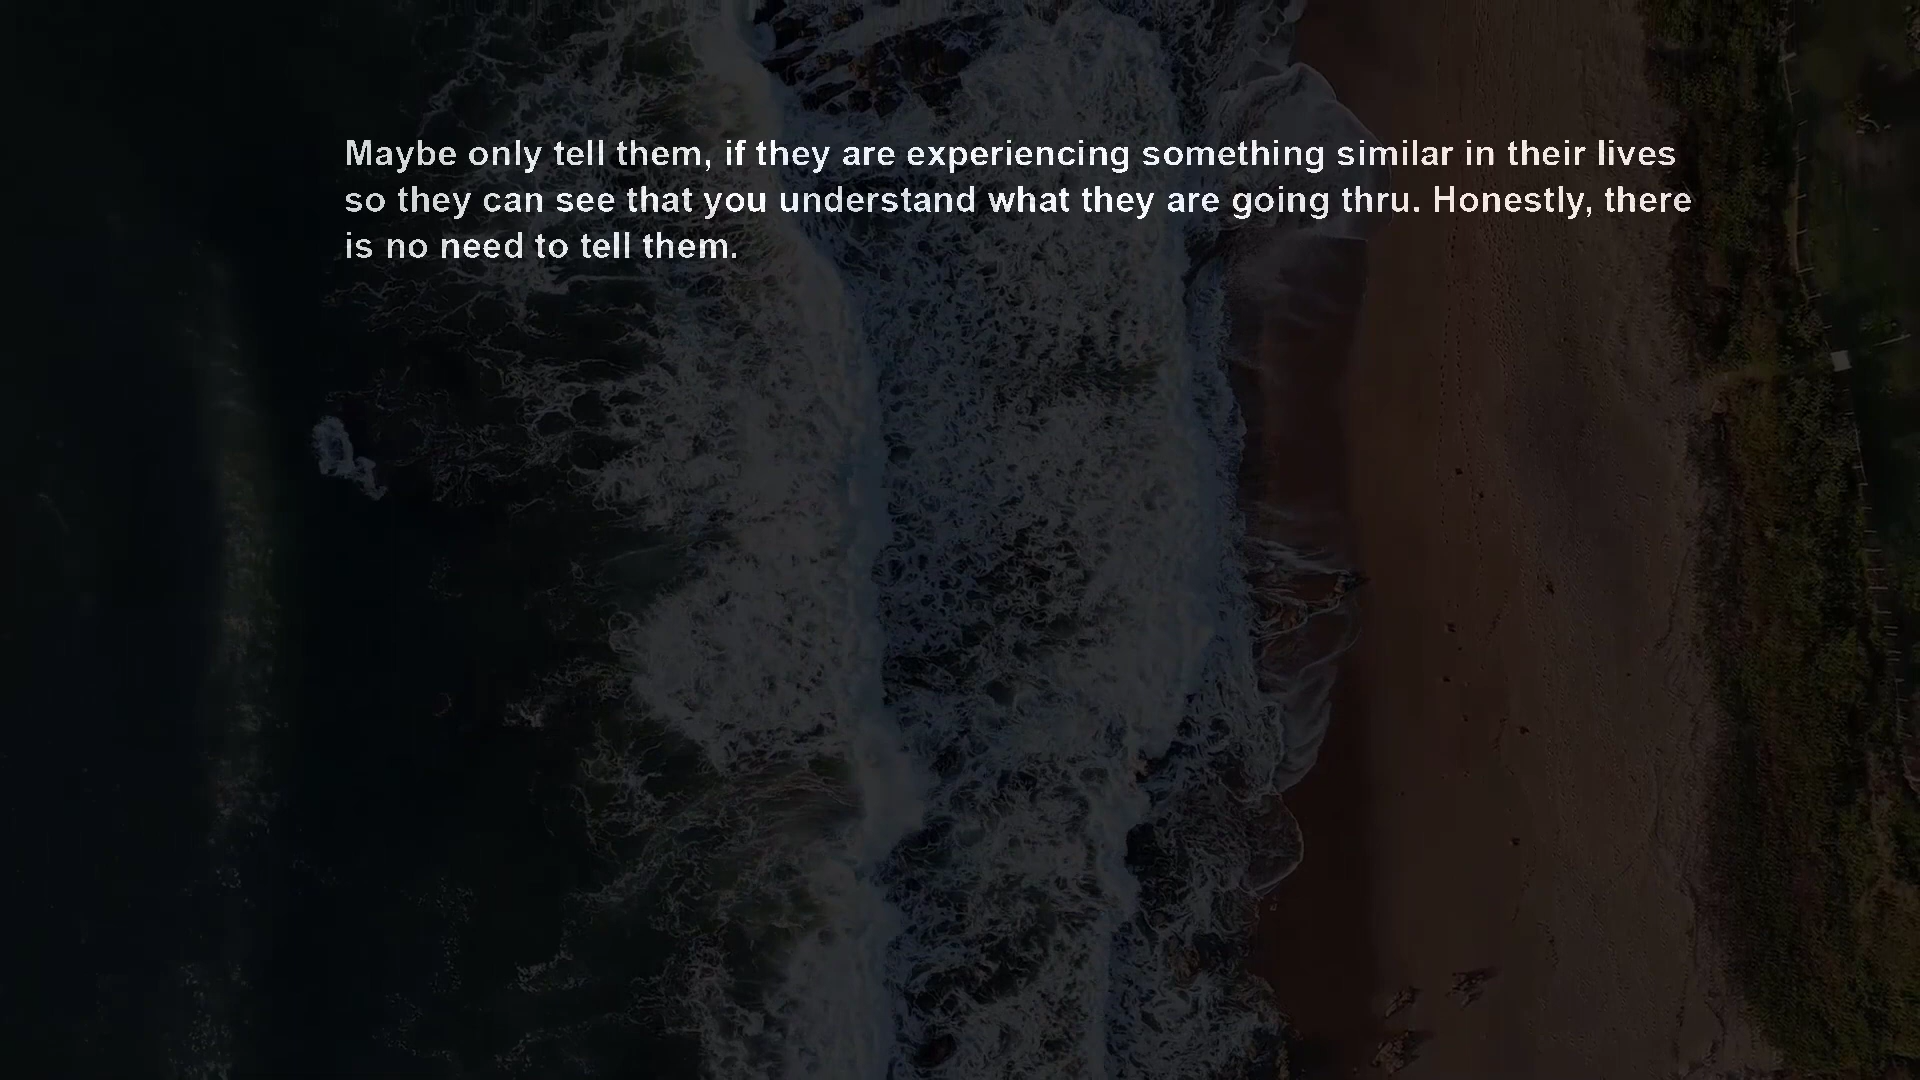 Maybe only tell them, if they are experiencing something similar in their lives
so they can see that you understand what they are going thru. Honestly, there
is no need to tell them.